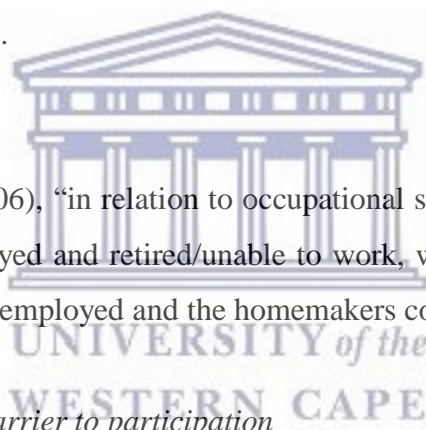 .
06), “in relation to occupational s
yed and retired/unable to work, w
employed and the homemakers co
UNIVERSITY of the
WESTERN CAPE
arrier to participation